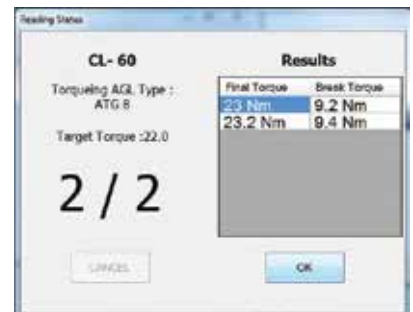 Reading Status
CL- 60
Torqueing AGL Type :
ATG 8
Target Torque :22.0
2 / 2
CANCEL
Results
Final Torque Break Torque
23 Nm 9.2 Nm
23.2 Nm 9.4 Nm
OK